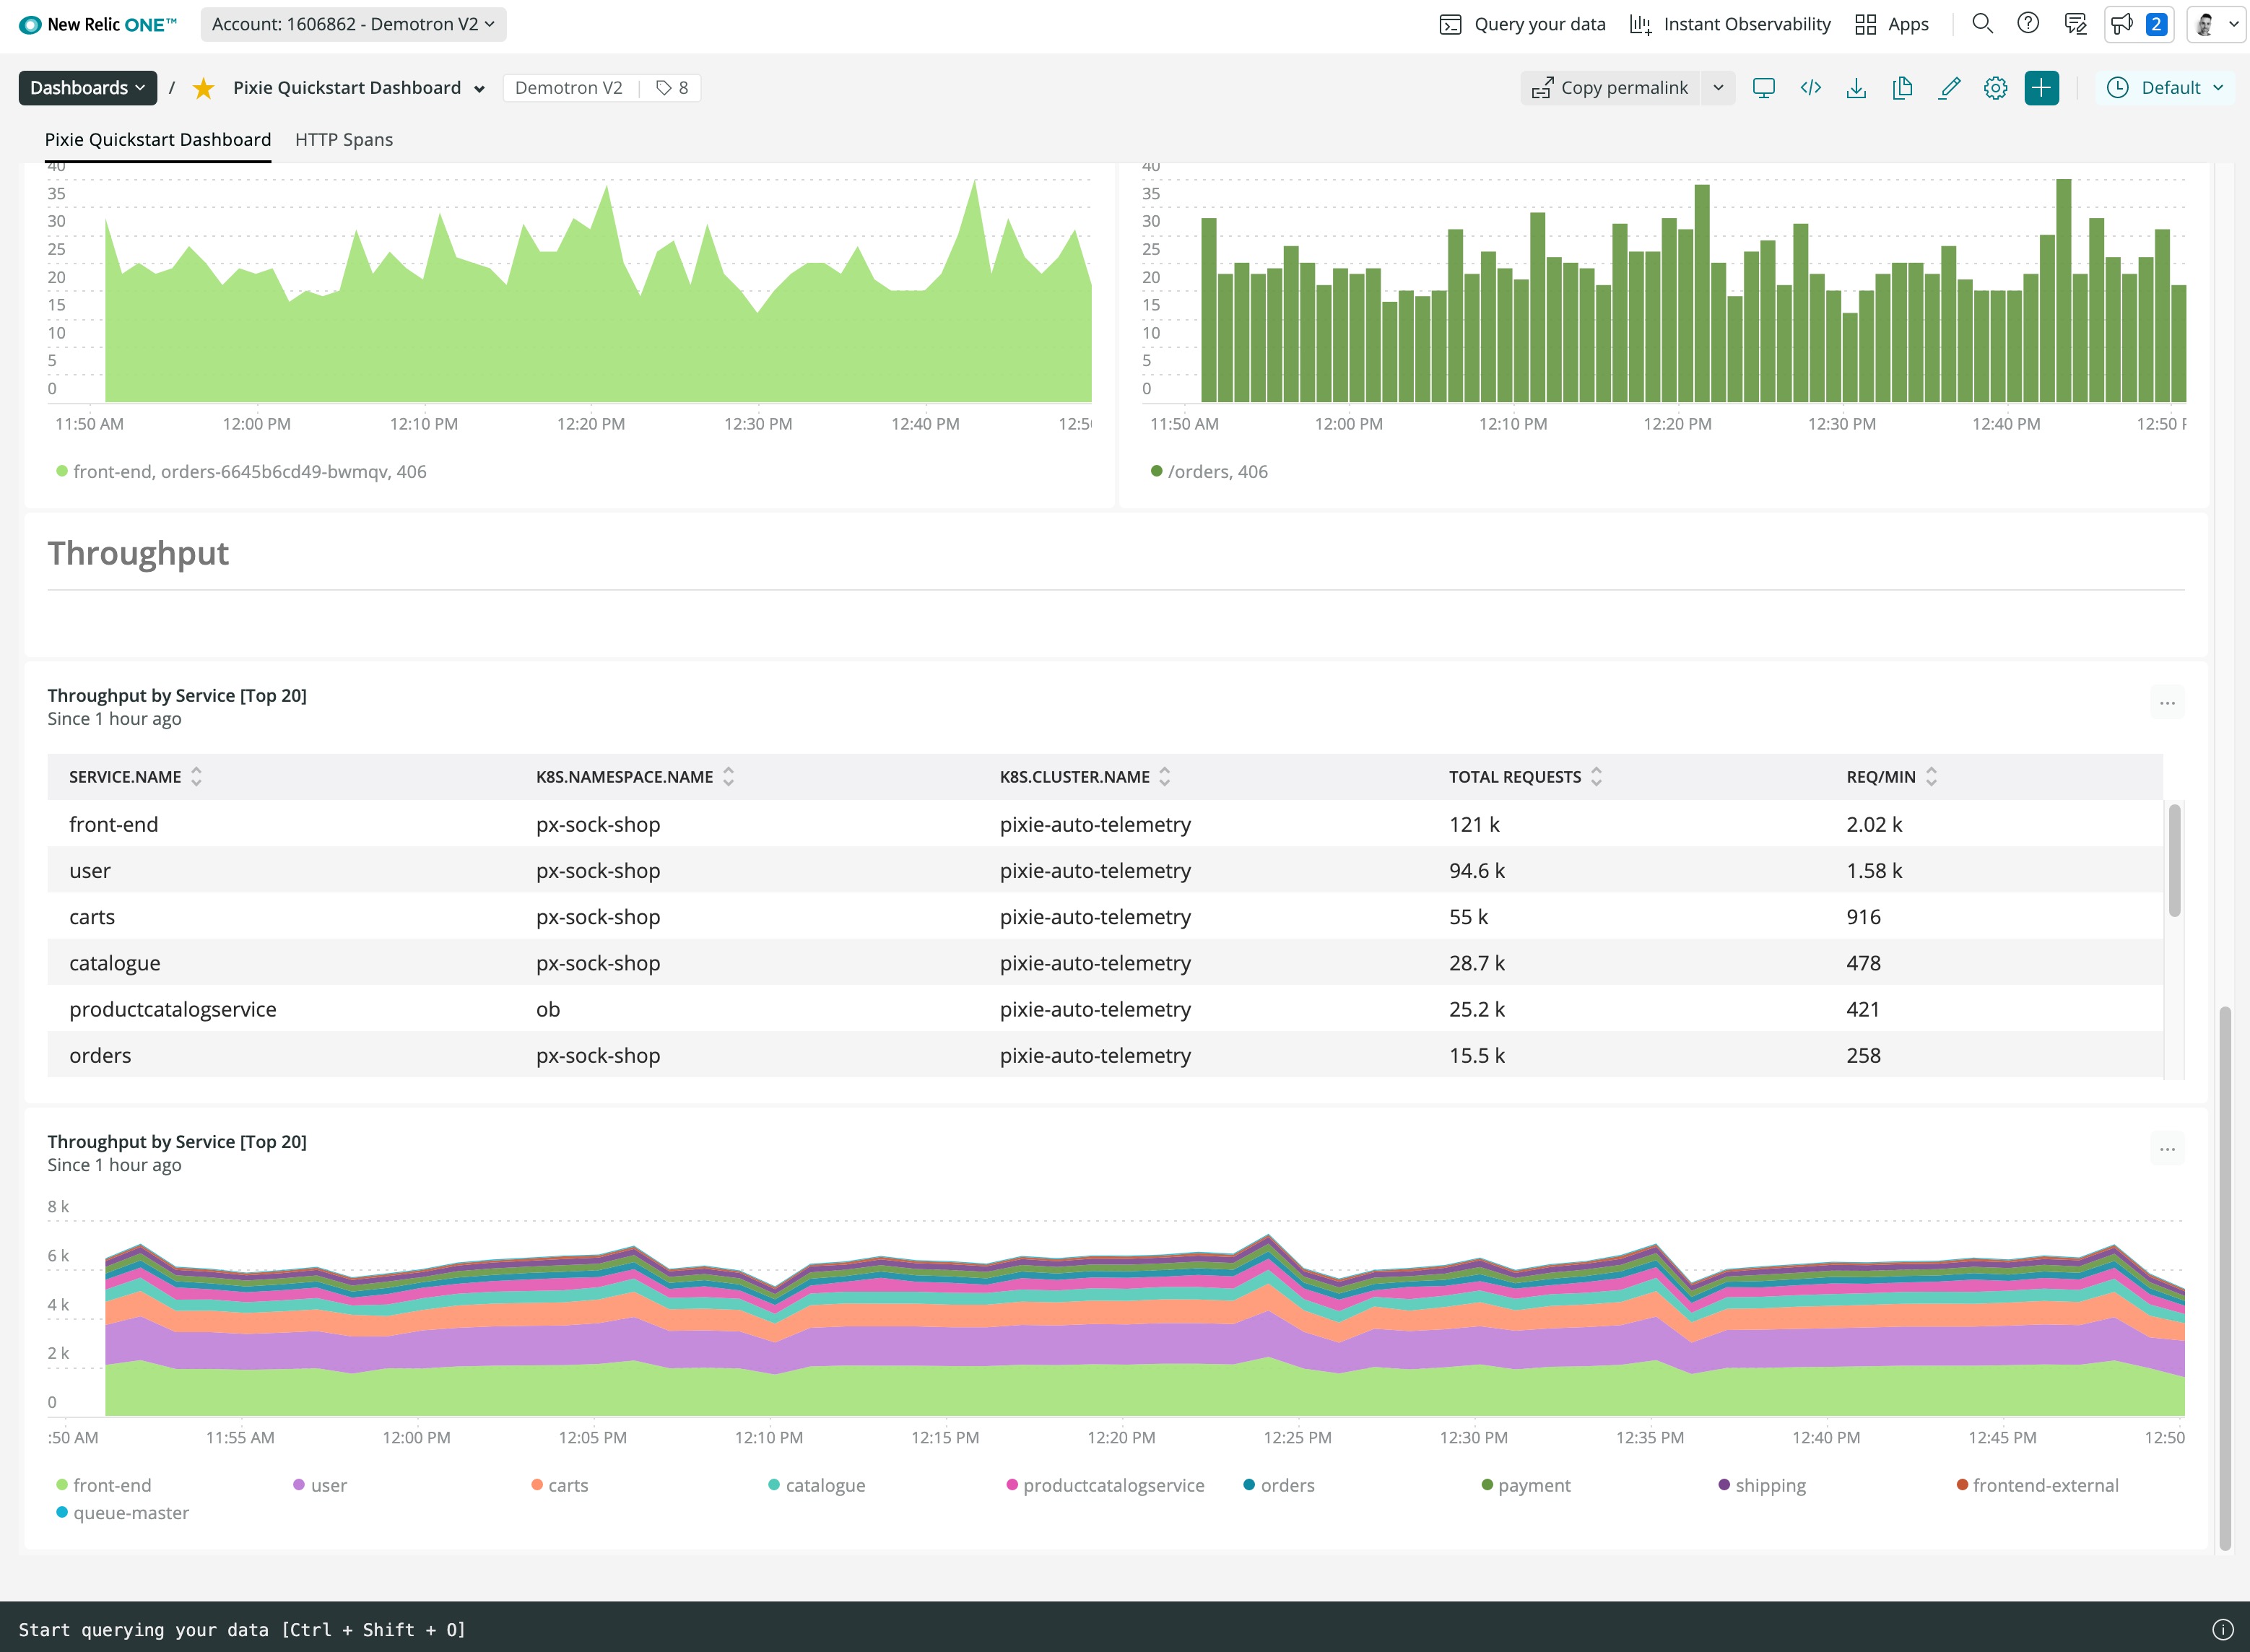 New Relic ONE™ Account: 1606862 - Demotron V2 Query your data Instant Observability Apps 2
Dashboards / Pixie Quickstart Dashboard Demotron V2 8 Copy permalink Default
Pixie Quickstart Dashboard HTTP Spans
40
35
30
25
20
15
10
5
0
11:50 AM 12:00 PM 12:10 PM 12:20 PM 12:30 PM 12:40 PM 12:5
front-end, orders-6645b6cd49-bwmqv, 406
40
35
30
25
20
15
10
5
0
11:50 AM 12:00 PM 12:10 PM 12:20 PM 12:30 PM 12:40 PM 12:50 P
/orders, 406
Throughput
Throughput by Service [Top 20]
Since 1 hour ago
SERVICE.NAME K8S.NAMESPACE.NAME K8S.CLUSTER.NAME TOTAL REQUESTS REQ/MIN
front-end px-sock-shop pixie-auto-telemetry 121 k 2.02 k
user px-sock-shop pixie-auto-telemetry 94.6 k 1.58 k
carts px-sock-shop pixie-auto-telemetry 55 k 916
catalogue px-sock-shop pixie-auto-telemetry 28.7 k 478
productcatalogservice ob pixie-auto-telemetry 25.2 k 421
orders px-sock-shop pixie-auto-telemetry 15.5 k 258
Throughput by Service [Top 20]
Since 1 hour ago
8 k
6 k
4 k
2 k
0
:50 AM 11:55 AM 12:00 PM 12:05 PM 12:10 PM 12:15 PM 12:20 PM 12:25 PM 12:30 PM 12:35 PM 12:40 PM 12:45 PM 12:50
front-end user carts catalogue productcatalogservice orders payment shipping frontend-external
queue-master
Start querying your data [Ctrl + Shift + O]